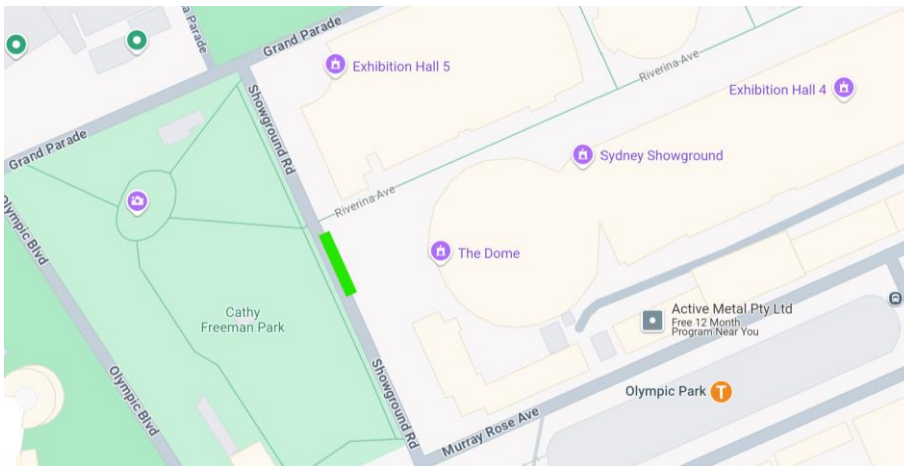 a Parade
Grand Parade
Exhibition Hall 5
Riverina Ave
Exhibition Hall 4
Showground Rd
Grand Parade
Sydney Showground
Riverina Ave
Olympic Blvd
The Dome
Cathy
Freeman Park
Active Metal Pty Ltd
Free 12 Month
Program Near You
Olympic Blvd
Showground Rd
Olympic Park T
Murray Rose Ave